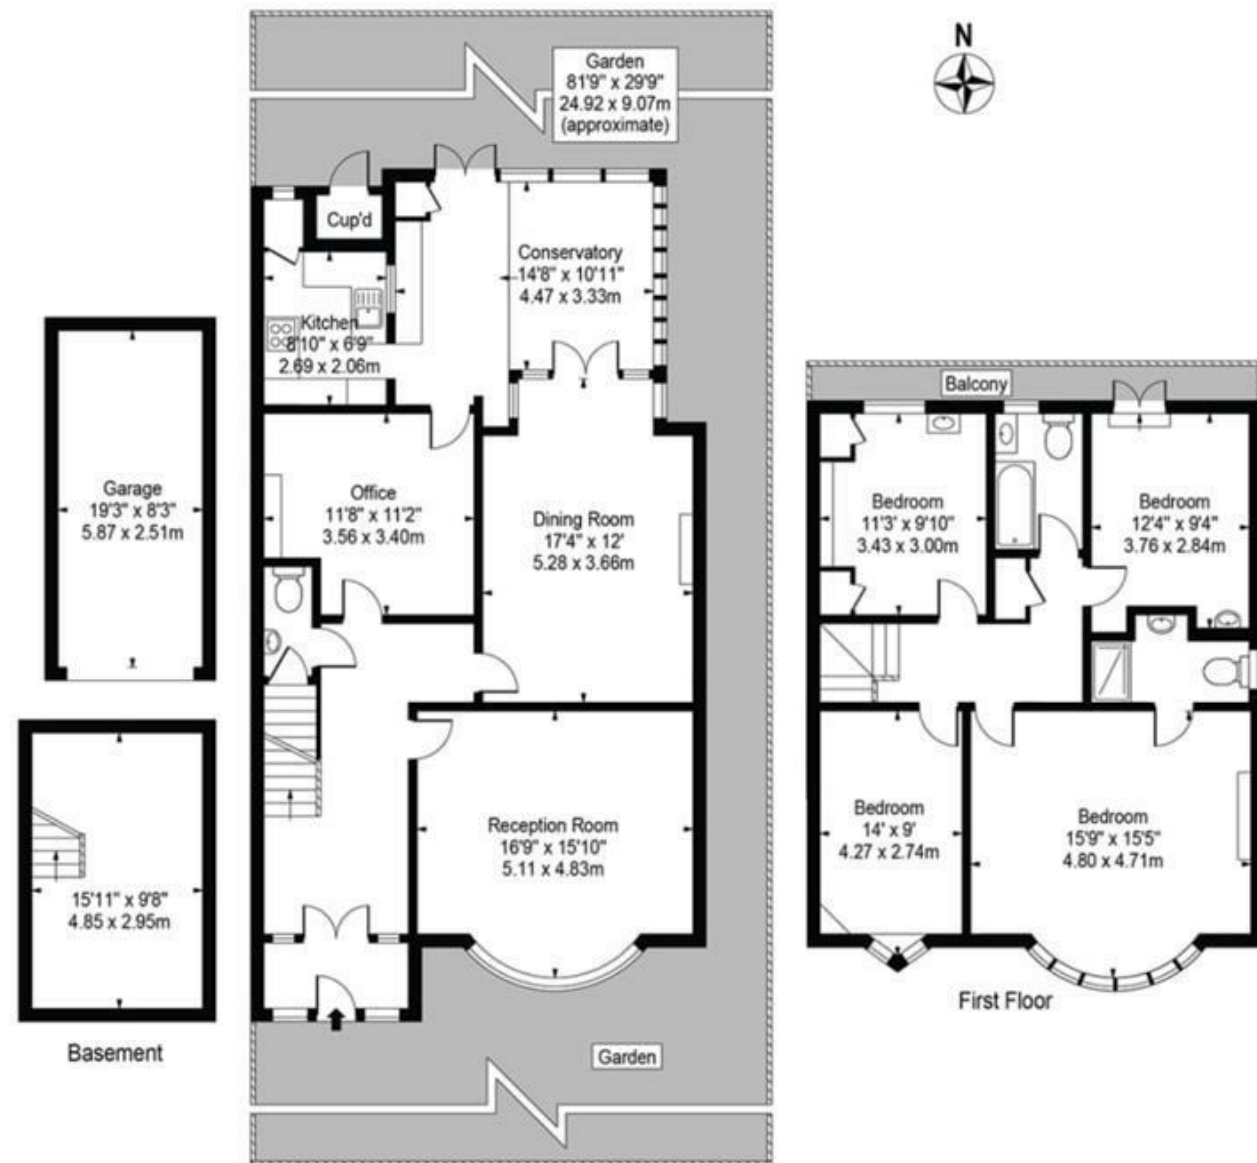 N
Garden
81'9" x 29'9"
24.92 x 9.07m
(approximate)
Cup'd
Conservatory
14'8" x 10'11"
4.47 x 3.33m
Kitchen
8'10" x 6'9"
2.69 x 2.06m
Balcony
Garage
19'3" x 8'3"
5.87 x 2.51m
Office
11'8" x 11'2"
3.56 x 3.40m
Dining Room
17'4" x 12'
5.28 x 3.66m
Bedroom
11'3" x 9'10"
3.43 x 3.00m
Bedroom
12'4" x 9'4"
3.76 x 2.84m
Reception Room
16'9" x 15'10"
5.11 x 4.83m
Bedroom
14' x 9'
4.27 x 2.74m
Bedroom
15'9" x 15'5"
4.80 x 4.71m
15'11" x 9'8"
4.85 x 2.95m
First Floor
Basement
Garden